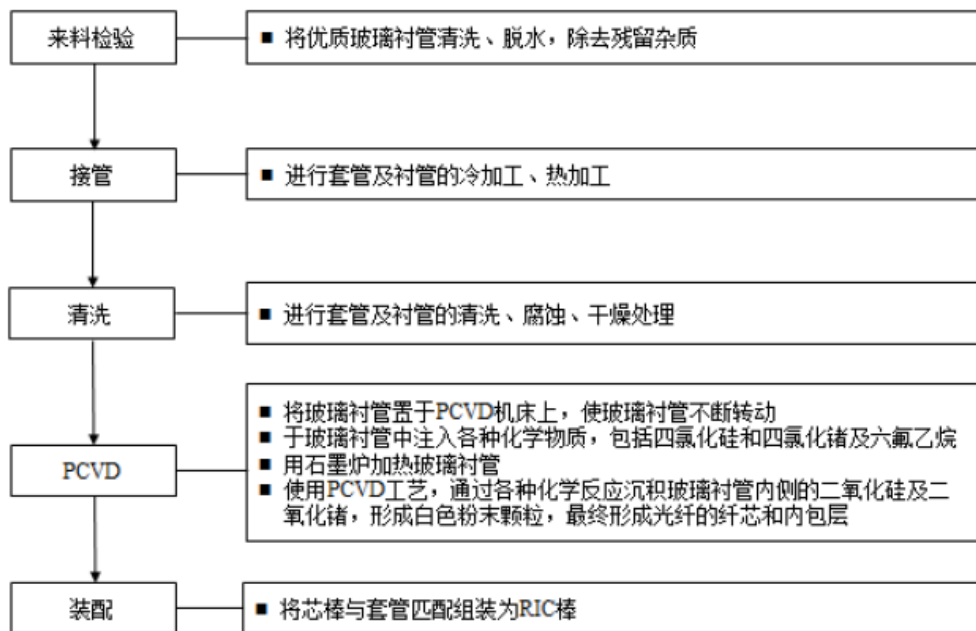 来料检验
■ 将优质玻璃衬管清洗、脱水，除去残留杂质
接管
■ 进行套管及衬管的冷加工、热加工
清洗
■ 进行套管及衬管的清洗、腐蚀、干燥处理
PCVD
■ 将玻璃衬管置于PCVD机床上，使玻璃衬管不断转动
■ 于玻璃衬管中注入各种化学物质，包括四氯化硅和四氯化锗及六氟乙烷
■ 用石墨炉加热玻璃衬管
■ 使用PCVD工艺，通过各种化学反应沉积玻璃衬管内侧的二氧化硅及二
氧化锗，形成白色粉末颗粒，最终形成光纤的纤芯和内包层
装配
■ 将芯棒与套管匹配组装为RIC棒